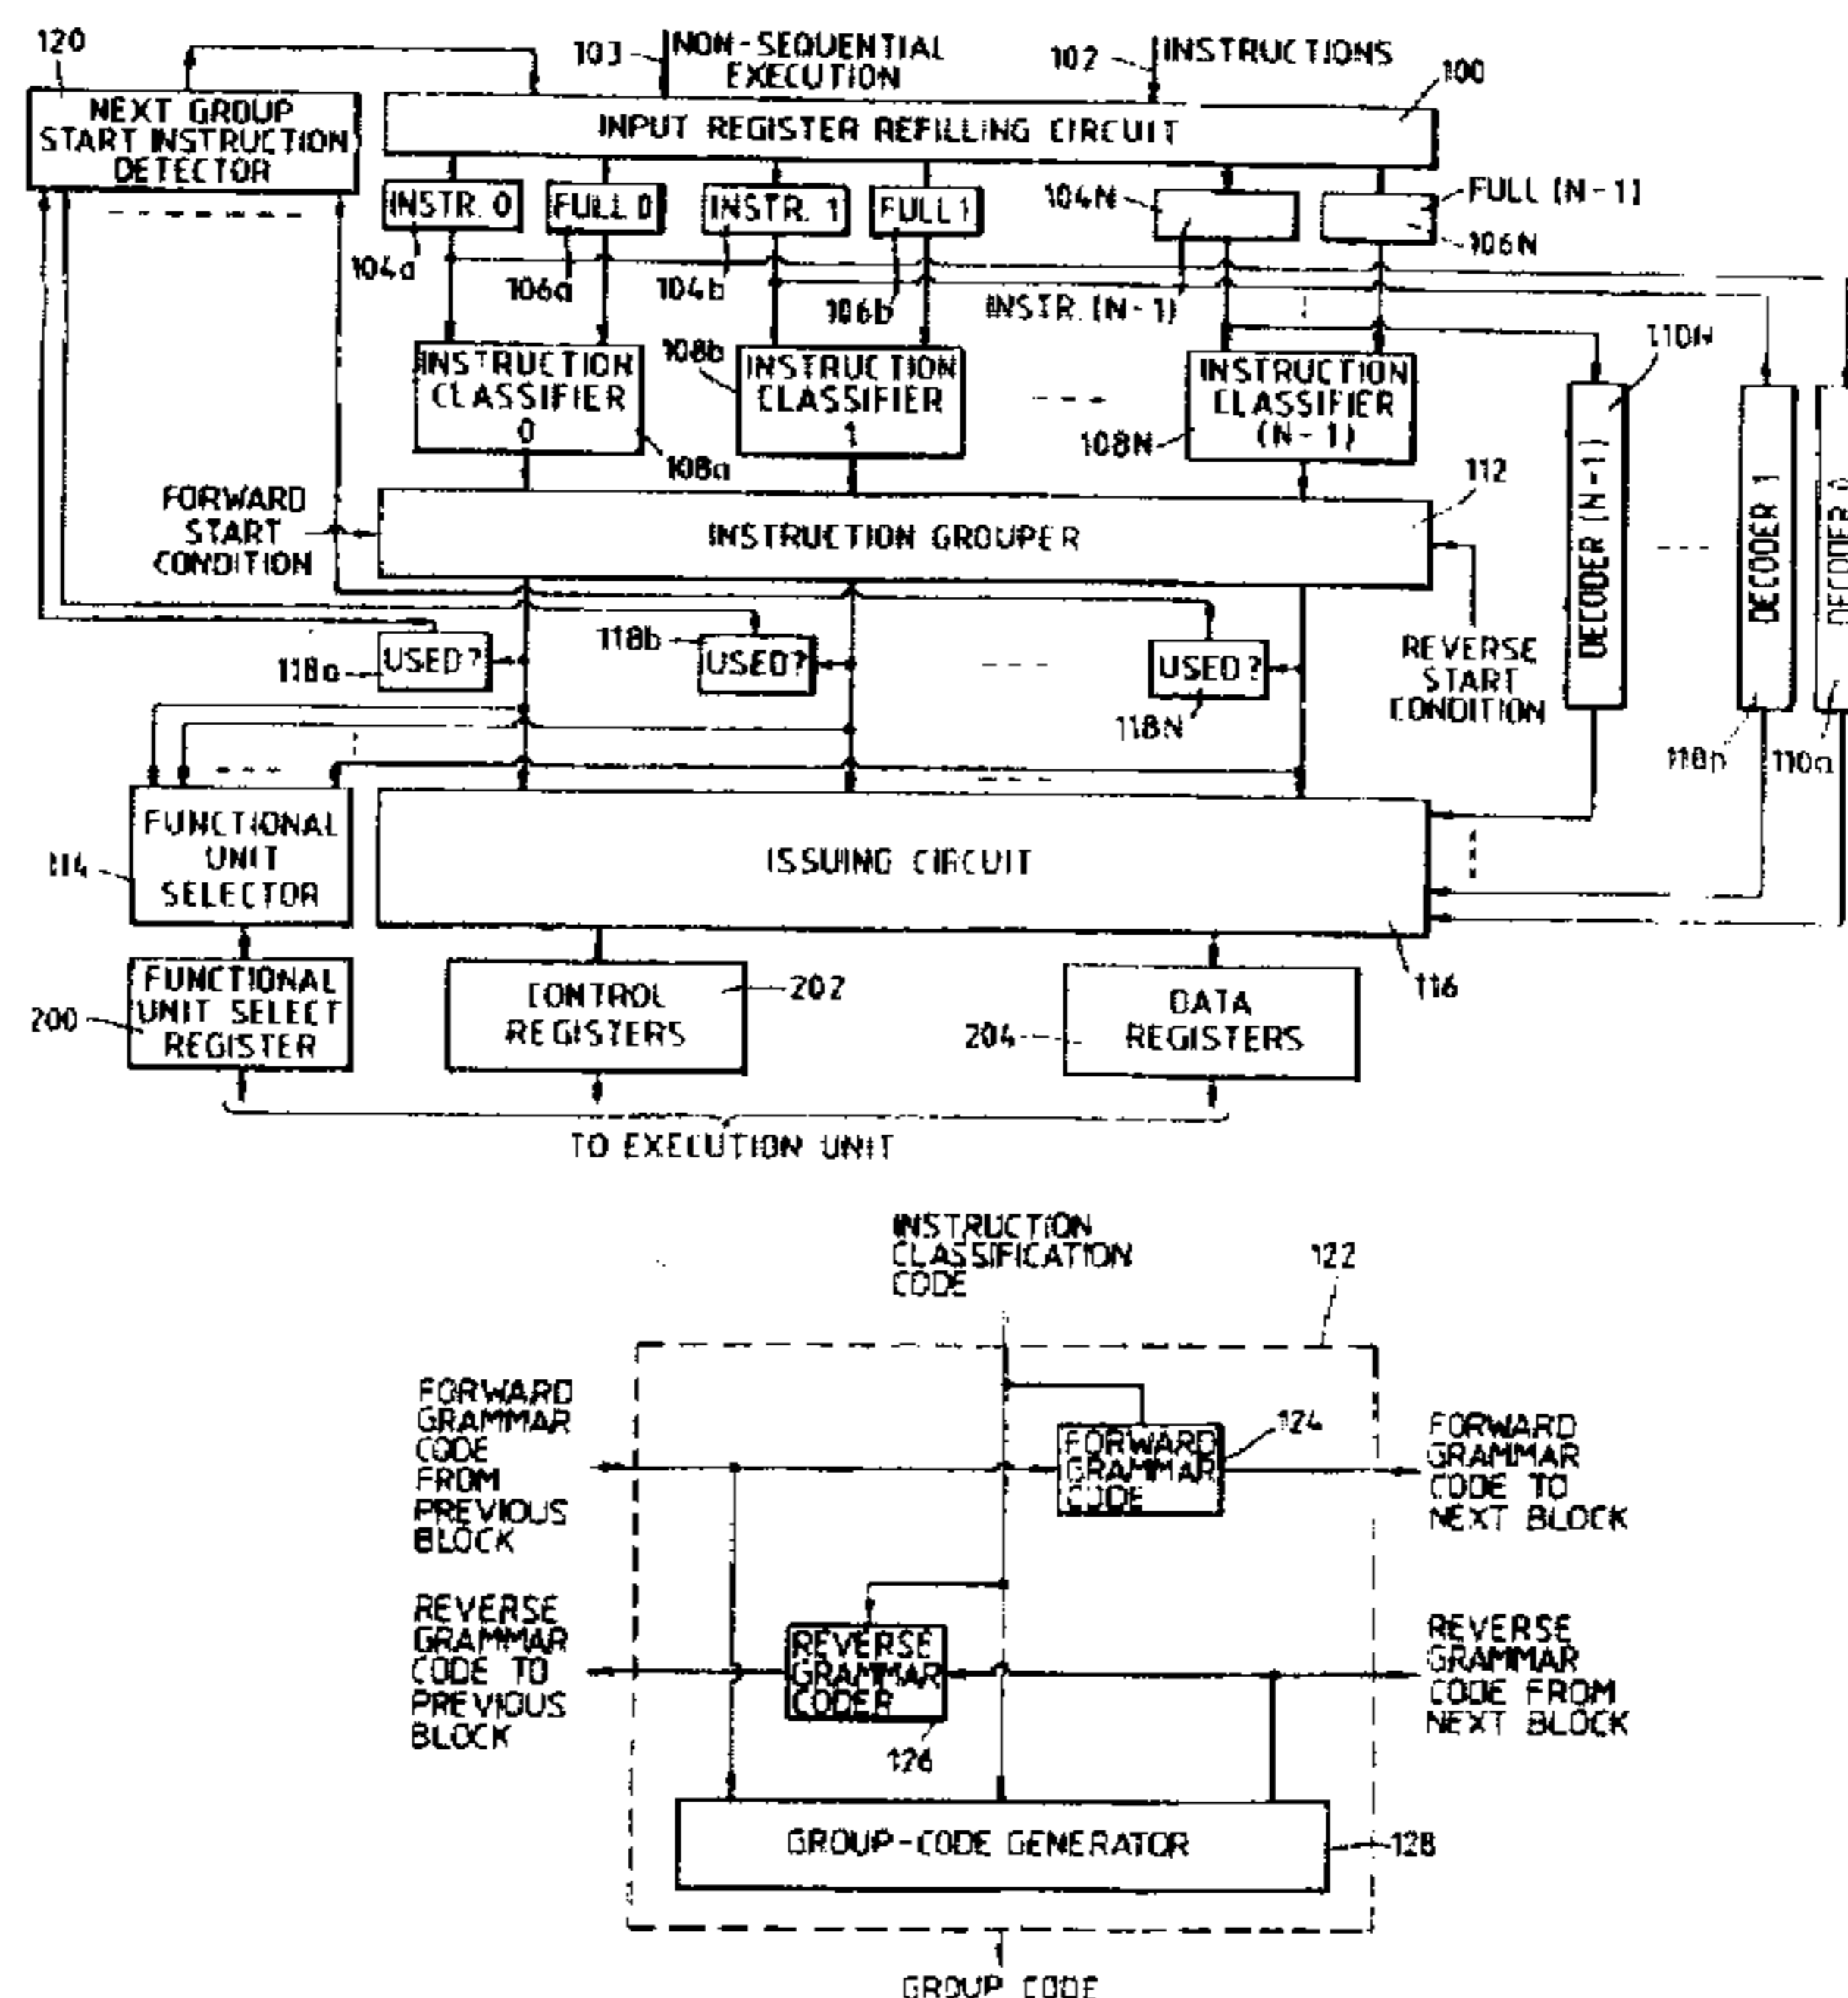 120
103
NON-SEQUENTIAL
EXECUTION
102
INSTRUCTIONS
100
NEXT GROUP
START INSTRUCTION
DETECTOR
INPUT REGISTER REFILLING CIRCUIT
INSTR. 0
FULL 0
INSTR. 1
FULL 1
104N
FULL (N-1)
106N
104a
106a
104b
106b
INSTR. (N-1)
110N
INSTRUCTION
CLASSIFIER
0
108a
108b
INSTRUCTION
CLASSIFIER
1
INSTRUCTION
CLASSIFIER
(N-1)
108N
112
FORWARD
START
CONDITION
INSTRUCTION GROUPER
DECODER (N-1)
DECODER 1
DECODER
118a
USED?
118b
USED?
USED?
118N
REVERSE
START
CONDITION
110a
FUNCTIONAL
UNIT
SELECTOR
114
ISSUING CIRCUIT
116
FUNCTIONAL
UNIT SELECT
REGISTER
200
CONTROL
REGISTERS
202
204
DATA
REGISTERS
TO EXECUTION UNIT
INSTRUCTION
CLASSIFICATION
CODE
122
FORWARD
GRAMMAR
CODE
FROM
PREVIOUS
BLOCK
FORWARD
GRAMMAR
CODE
124
FORWARD
GRAMMAR
CODE TO
NEXT BLOCK
REVERSE
GRAMMAR
CODE TO
PREVIOUS
BLOCK
REVERSE
GRAMMAR
CODER
126
REVERSE
GRAMMAR
CODE FROM
NEXT BLOCK
GROUP-CODE GENERATOR
128
GROUP CODE